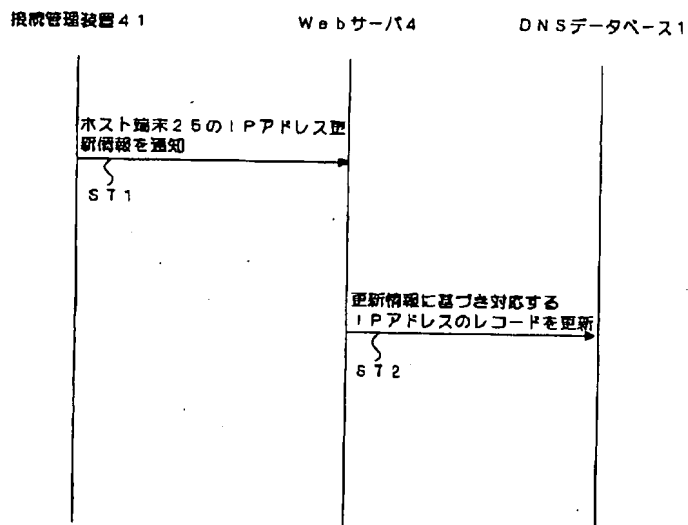 接続管理装置41
Webサーバ4
DNSデータベース1
ホスト端末25のIPアドレス更
新情報を通知
S71
更新情報に基づき対応する
IPアドレスのレコードを更新
S72